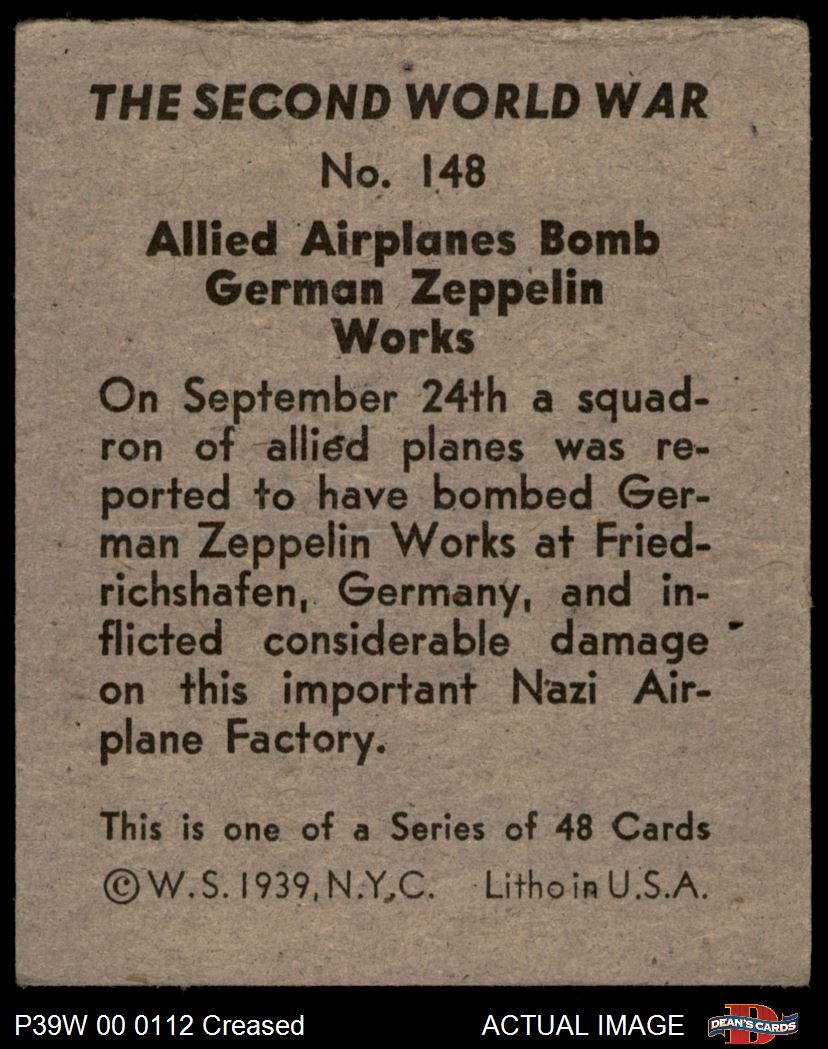 THE SECOND WORLD WAR
No. 148
Allied Airplanes Bomb
German Zeppelin
Works
On September 24th a squad-
ron of allied planes was re-
ported to have bombed Ger-
man Zeppelin Works at Fried-
richshafen, Germany, and in-
flicted considerable damage
on this important Nazi Air-
plane Factory.
This is one of a Series of 48 Cards
© W.S. 1939, N.Y.C. Litho in U.S.A.
P39W 00 0112 Creased ACTUAL IMAGE D DEAN'S CARDS